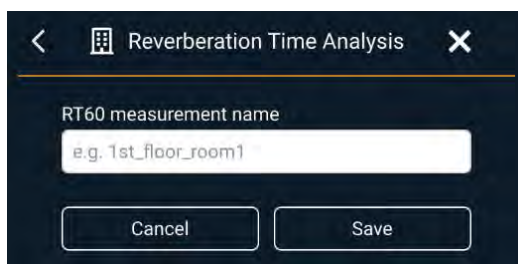 Reverberation Time Analysis
RT60 measurement name
e.g. 1st_floor_room1
Cancel Save